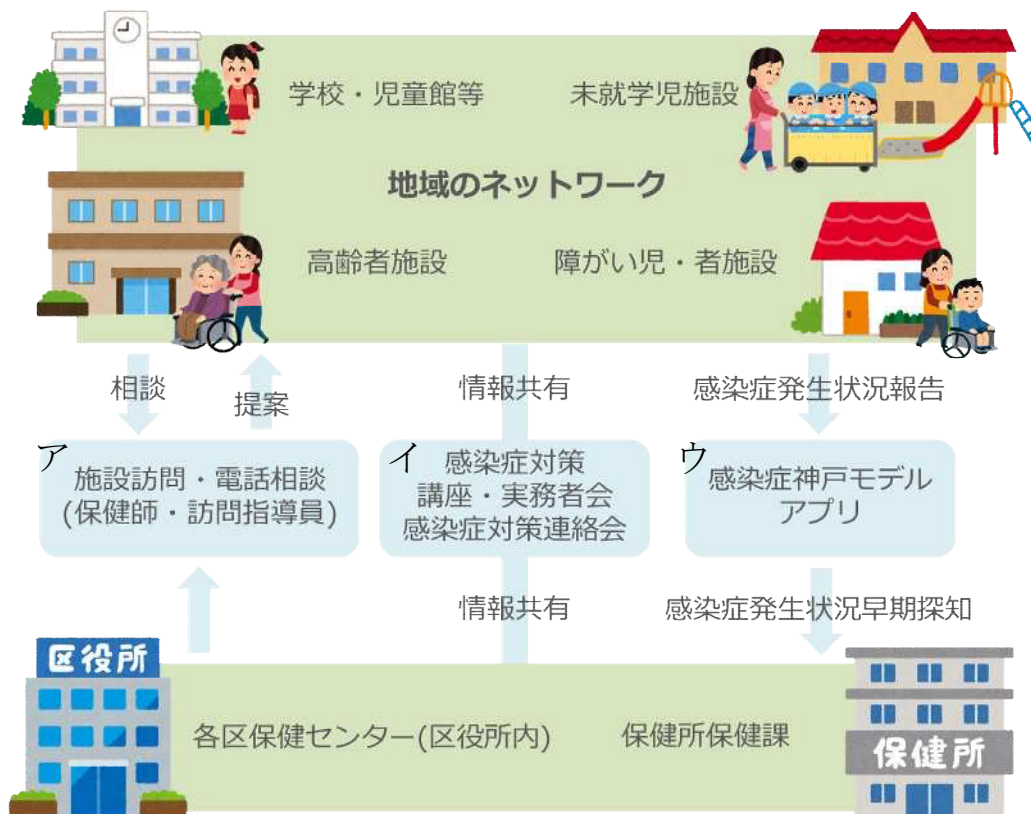 学校・児童館等
未就学児施設
地域のネットワーク
高齢者施設
障がい児・者施設
相談
提案
情報共有
感染症発生状況報告
ア
施設訪問・電話相談
(保健師・訪問指導員)
イ
感染症対策
講座・実務者会
感染症対策連絡会
ウ
感染症神戸モデル
アプリ
情報共有
感染症発生状況早期探知
区役所
各区保健センター(区役所内)
保健所保健課
保健所